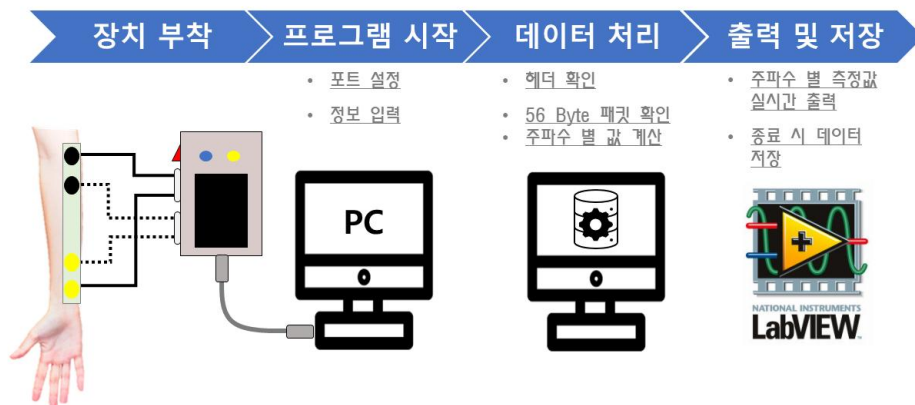 장치 부착
프로그램 시작
데이터 처리
출력 및 저장
• 포트 설정
• 정보 입력
• 헤더 확인
• 56 Byte 패킷 확인
• 주파수 별 값 계산
• 주파수 별 측정값
실시간 출력
• 종료 시 데이터
저장
PC
NATIONAL INSTRUMENTS
LabVIEW